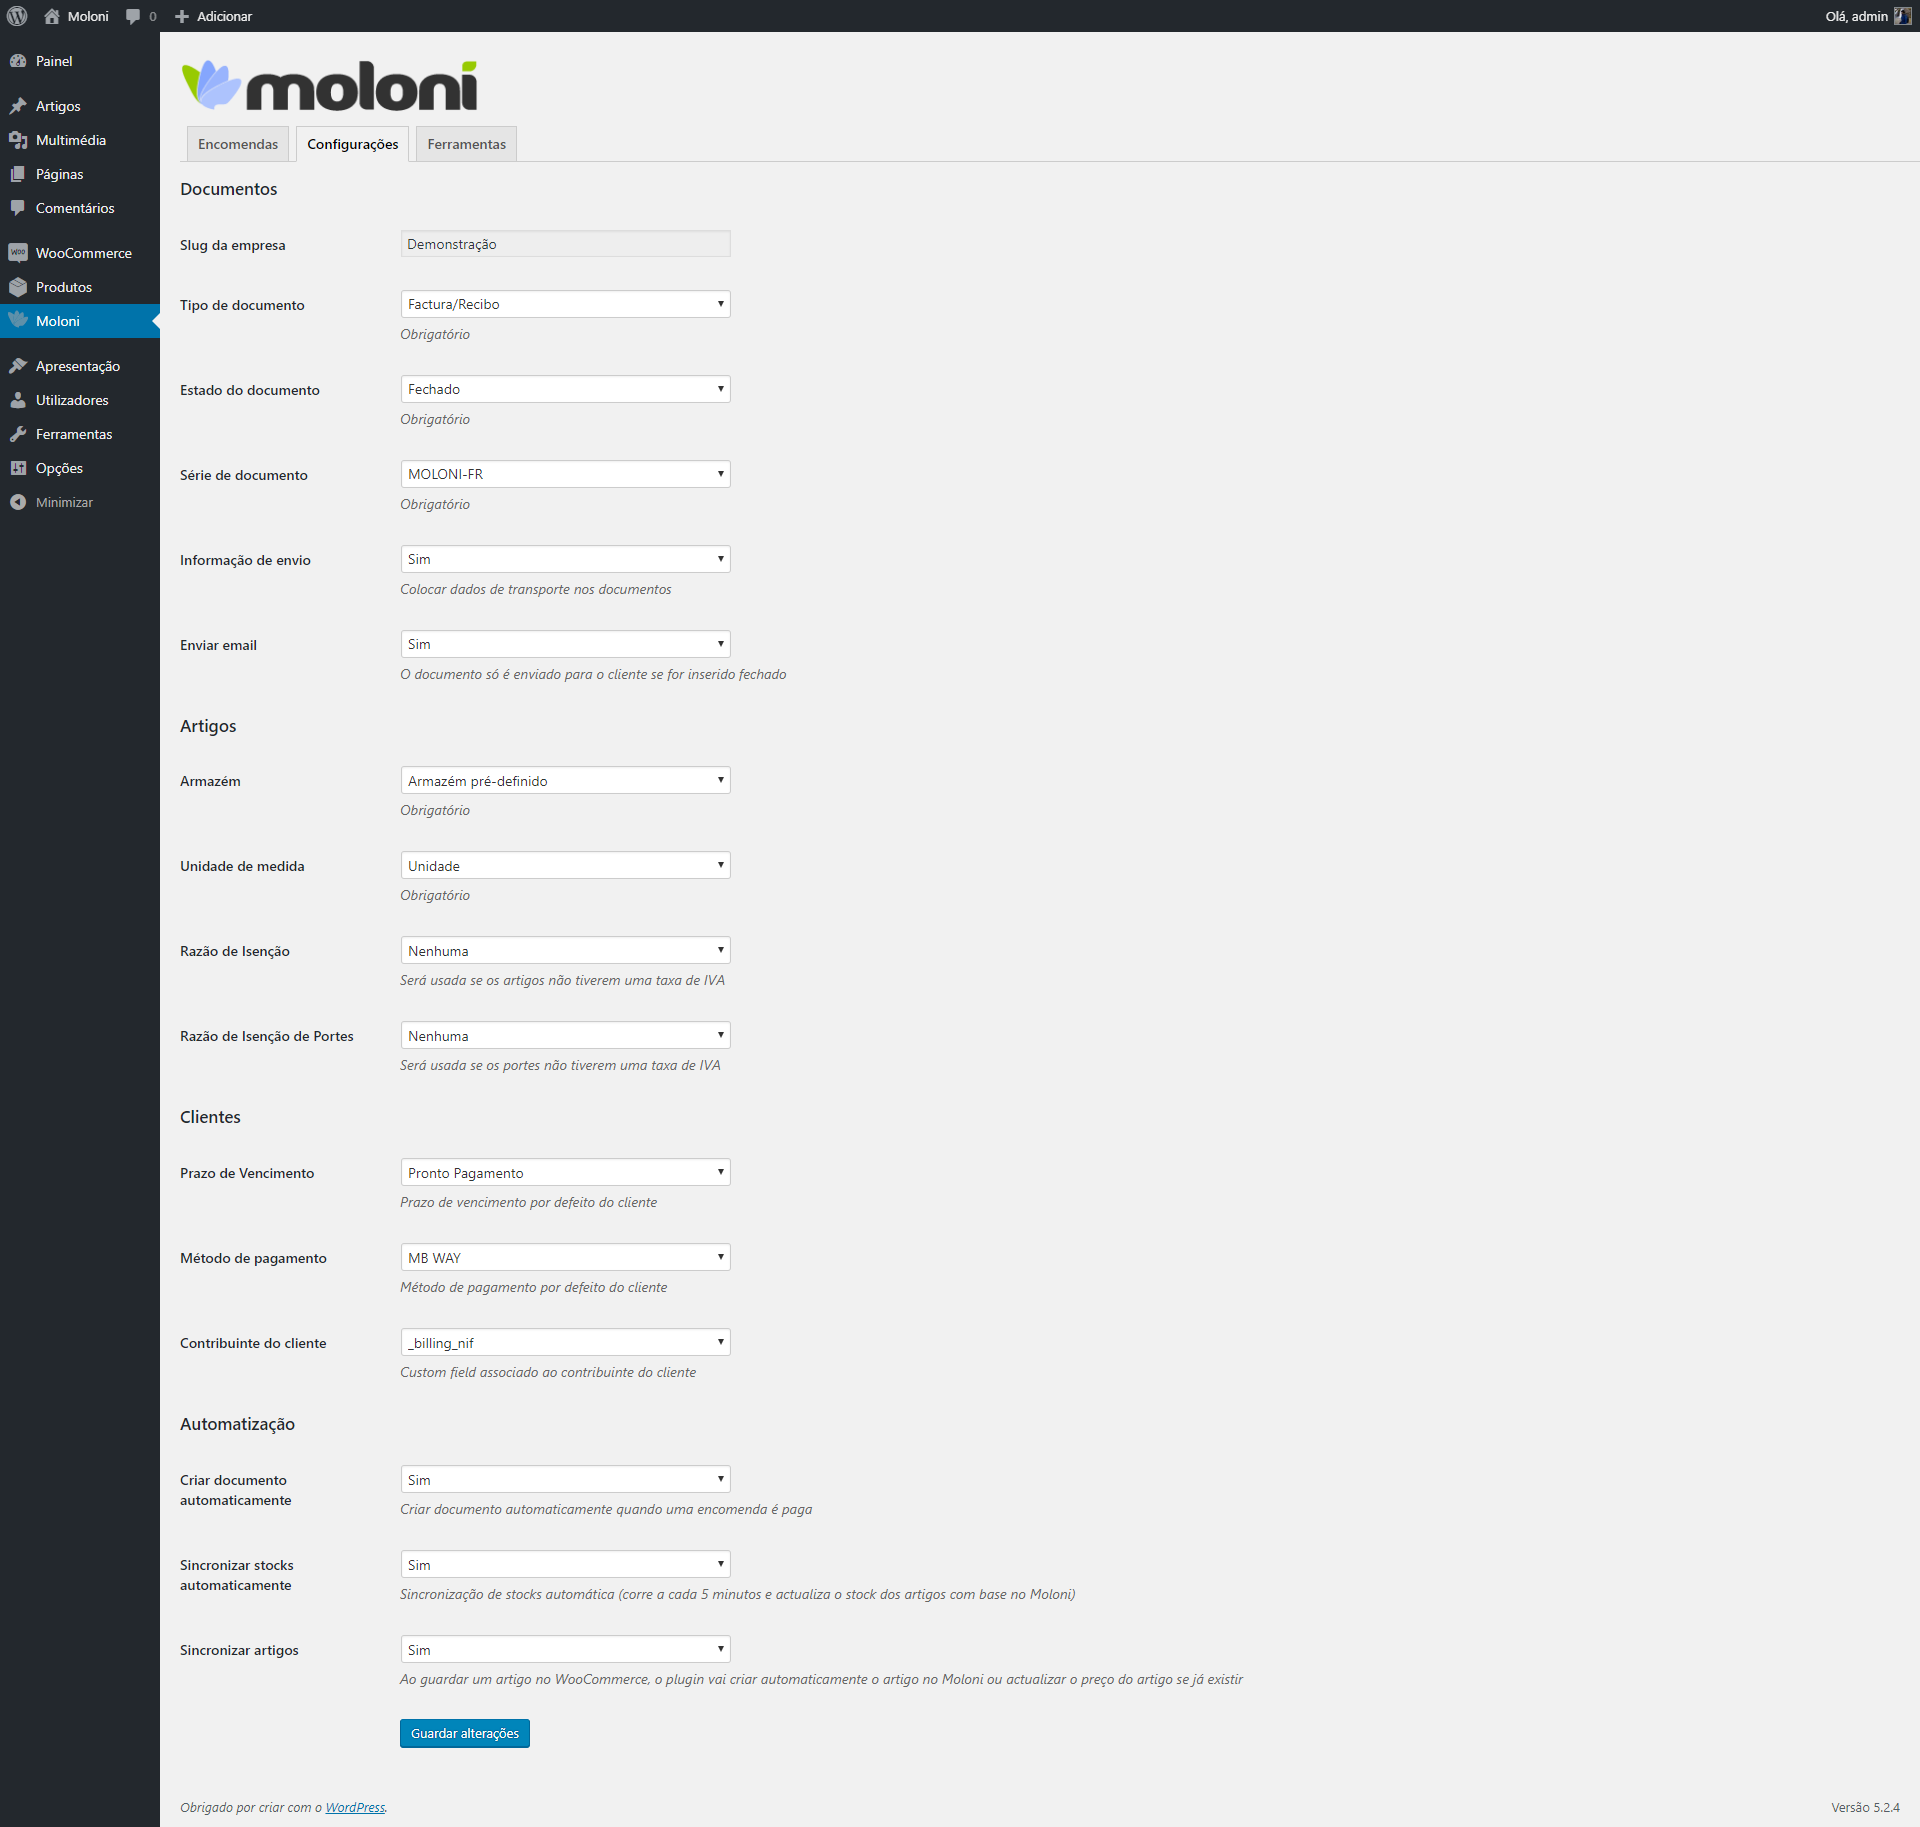 Moloni
0
Adicionar
Olá, admin
Painel
Artigos
Multimédia
Páginas
Comentários
WooCommerce
Produtos
Moloni
Apresentação
Utilizadores
Ferramentas
Opções
Minimizar
moloni
Encomendas
Configurações
Ferramentas
Documentos
Slug da empresa
Demonstração
Tipo de documento
Factura/Recibo
Obrigatório
Estado do documento
Fechado
Obrigatório
Série de documento
MOLONI-FR
Obrigatório
Informação de envio
Sim
Colocar dados de transporte nos documentos
Enviar email
Sim
O documento só é enviado para o cliente se for inserido fechado
Artigos
Armazém
Armazém pré-definido
Obrigatório
Unidade de medida
Unidade
Obrigatório
Razão de Isenção
Nenhuma
Será usada se os artigos não tiverem uma taxa de IVA
Razão de Isenção de Portes
Nenhuma
Será usada se os portes não tiverem uma taxa de IVA
Clientes
Prazo de Vencimento
Pronto Pagamento
Prazo de vencimento por defeito do cliente
Método de pagamento
MB WAY
Método de pagamento por defeito do cliente
Contribuinte do cliente
_billing_nif
Custom field associado ao contribuinte do cliente
Automatização
Criar documento
automaticamente
Sim
Criar documento automaticamente quando uma encomenda é paga
Sincronizar stocks
automaticamente
Sim
Sincronização de stocks automática (corre a cada 5 minutos e actualiza o stock dos artigos com base no Moloni)
Sincronizar artigos
Sim
Ao guardar um artigo no WooCommerce, o plugin vai criar automaticamente o artigo no Moloni ou actualizar o preço do artigo se já existir
Guardar alterações
Obrigado por criar com o WordPress.
Versão 5.2.4